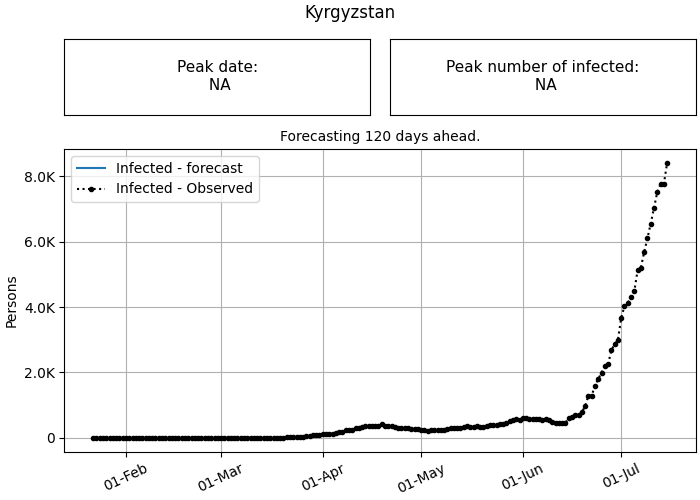 Kyrgyzstan
Peak date:
NA
Peak number of infected:
NA
Forecasting 120 days ahead.
Infected - forecast
Infected - Observed
8.0K
6.0K
4.0K
2.0K
0
Persons
01-Feb
01-Mar
01-Apr
01-May
01-Jun
01-Jul